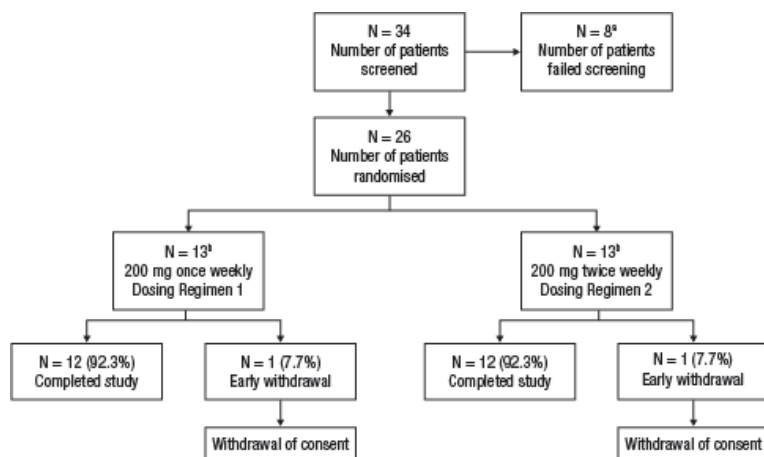 N = 34
Number of patients
screened
N = 8ª
Number of patients
failed screening
N = 26
Number of patients
randomised
N = 13ᵇ
200 mg once weekly
Dosing Regimen 1
N = 13ᵇ
200 mg twice weekly
Dosing Regimen 2
N = 12 (92.3%)
Completed study
N = 1 (7.7%)
Early withdrawal
N = 12 (92.3%)
Completed study
N = 1 (7.7%)
Early withdrawal
Withdrawal of consent
Withdrawal of consent